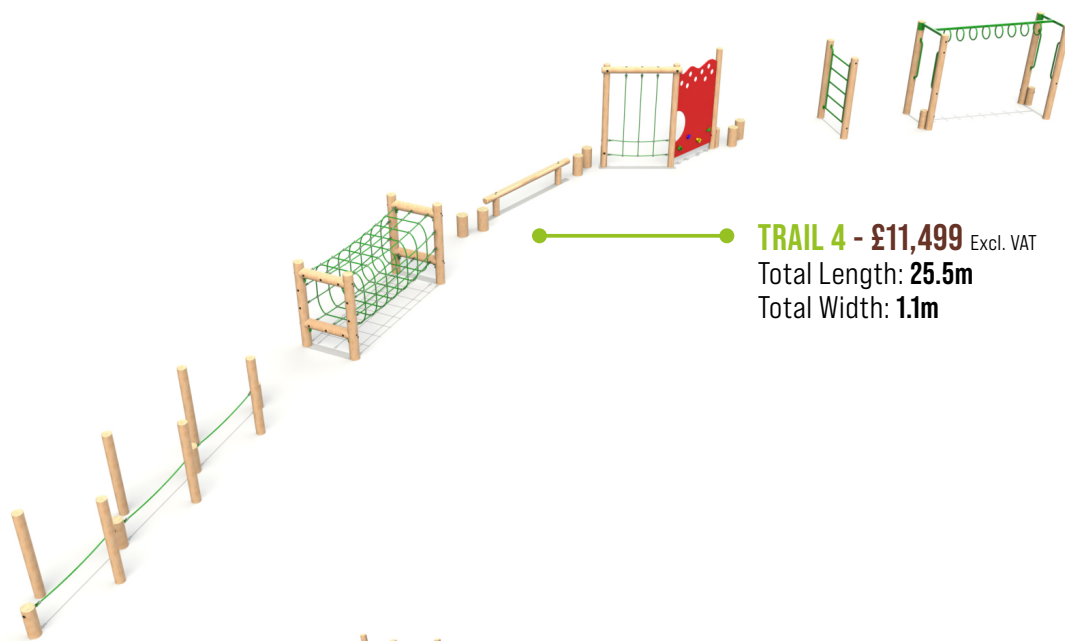 TRAIL 4 - £11,499 Excl. VAT
Total Length: 25.5m
Total Width: 1.1m